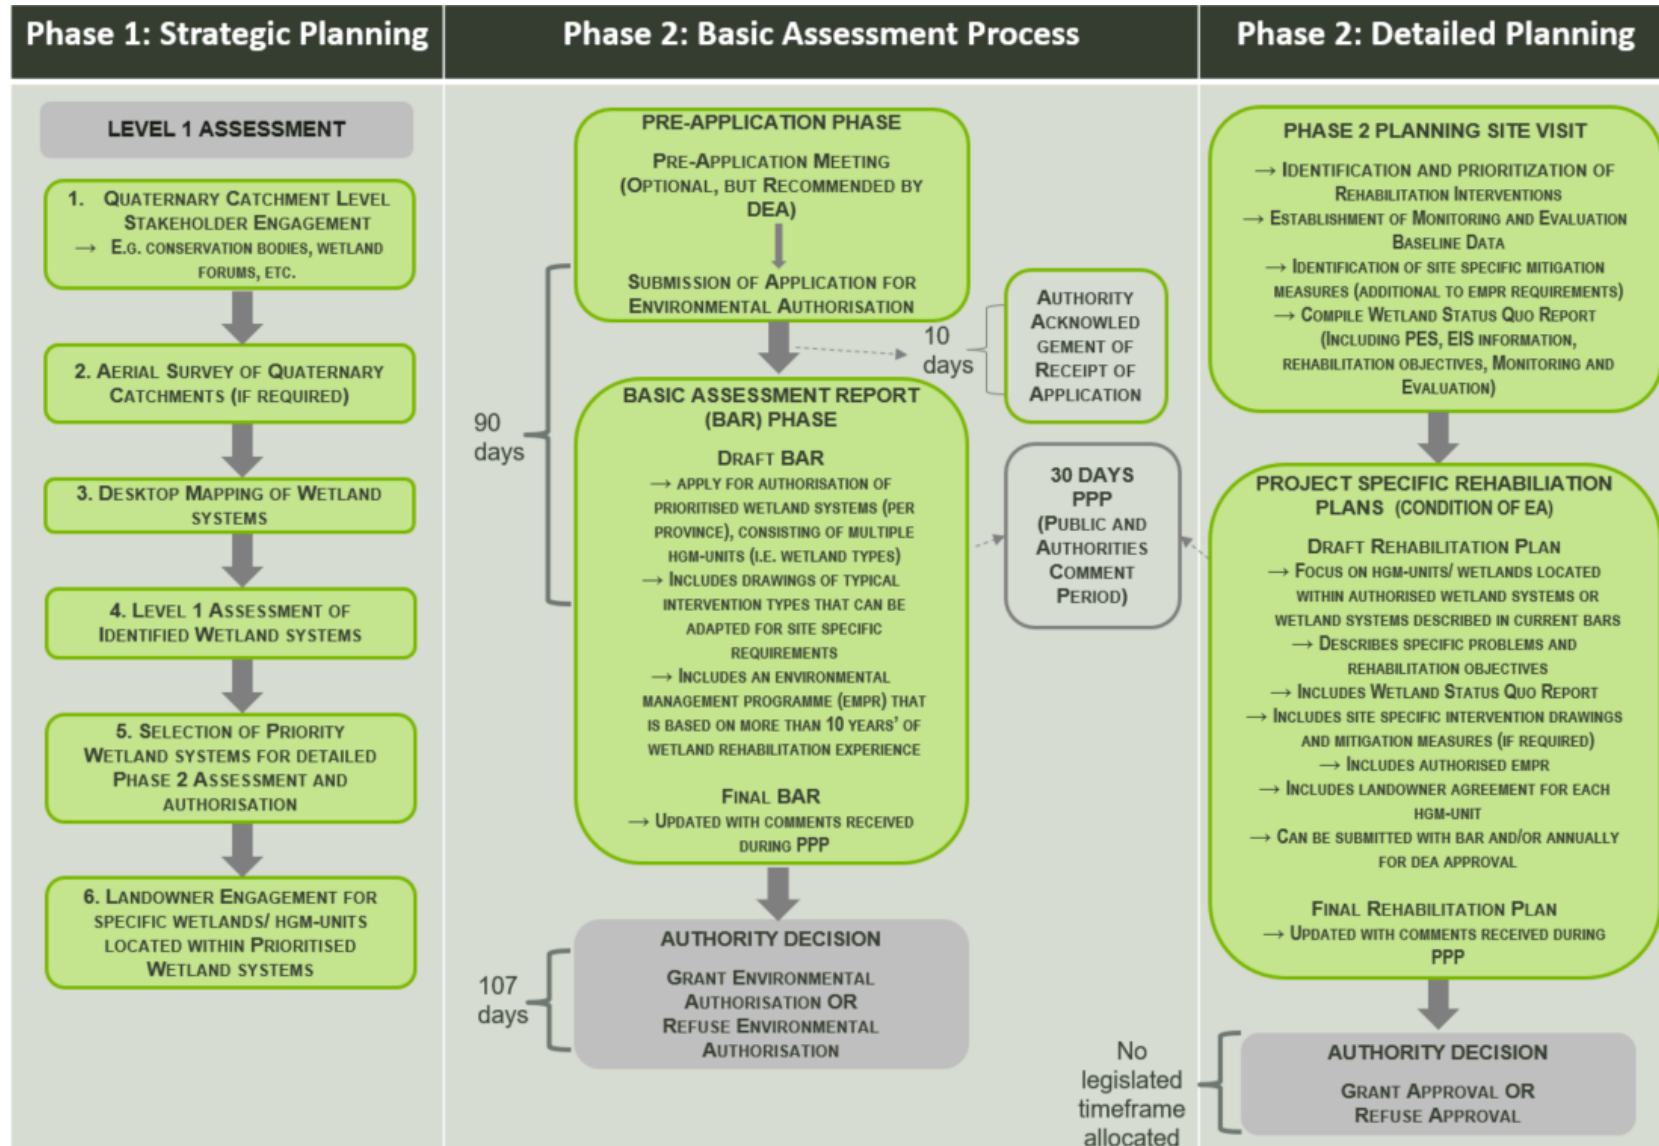 Phase 1: Strategic Planning
LEVEL 1 ASSESSMENT
1. QUATERNARY CATCHMENT LEVEL
STAKEHOLDER ENGAGEMENT
→ E.G. CONSERVATION BODIES, WETLAND
FORUMS, ETC.
2. AERIAL SURVEY OF QUATERNARY
CATCHMENTS (IF REQUIRED)
3. DESKTOP MAPPING OF WETLAND
SYSTEMS
4. LEVEL 1 ASSESSMENT OF
IDENTIFIED WETLAND SYSTEMS
5. SELECTION OF PRIORITY
WETLAND SYSTEMS FOR DETAILED
PHASE 2 ASSESSMENT AND
AUTHORISATION
6. LANDOWNER ENGAGEMENT FOR
SPECIFIC WETLANDS/ HGM-UNITS
LOCATED WITHIN PRIORITISED
WETLAND SYSTEMS
Phase 2: Basic Assessment Process
PRE-APPLICATION PHASE
PRE-APPLICATION MEETING
(OPTIONAL, BUT RECOMMENDED BY
DEA)
SUBMISSION OF APPLICATION FOR
ENVIRONMENTAL AUTHORISATION
10
days
AUTHORITY
ACKNOWLED
GEMENT OF
RECEIPT OF
APPLICATION
90
days
BASIC ASSESSMENT REPORT
(BAR) PHASE
DRAFT BAR
→ APPLY FOR AUTHORISATION OF
PRIORITISED WETLAND SYSTEMS (PER
PROVINCE), CONSISTING OF MULTIPLE
HGM-UNITS (I.E. WETLAND TYPES)
→ INCLUDES DRAWINGS OF TYPICAL
INTERVENTION TYPES THAT CAN BE
ADAPTED FOR SITE SPECIFIC
REQUIREMENTS
→ INCLUDES AN ENVIRONMENTAL
MANAGEMENT PROGRAMME (EMPR) THAT
IS BASED ON MORE THAN 10 YEARS' OF
WETLAND REHABILITATION EXPERIENCE
FINAL BAR
→ UPDATED WITH COMMENTS RECEIVED
DURING PPP
30 DAYS
PPP
(PUBLIC AND
AUTHORITIES
COMMENT
PERIOD)
107
days
AUTHORITY DECISION
GRANT ENVIRONMENTAL
AUTHORISATION OR
REFUSE ENVIRONMENTAL
AUTHORISATION
Phase 2: Detailed Planning
PHASE 2 PLANNING SITE VISIT
→ IDENTIFICATION AND PRIORITIZATION OF
REHABILITATION INTERVENTIONS
→ ESTABLISHMENT OF MONITORING AND EVALUATION
BASELINE DATA
→ IDENTIFICATION OF SITE SPECIFIC MITIGATION
MEASURES (ADDITIONAL TO EMPR REQUIREMENTS)
→ COMPILE WETLAND STATUS QUO REPORT
(INCLUDING PES, EIS INFORMATION,
REHABILITATION OBJECTIVES, MONITORING AND
EVALUATION)
PROJECT SPECIFIC REHABILIATION
PLANS (CONDITION OF EA)
DRAFT REHABILITATION PLAN
→ FOCUS ON HGM-UNITS/ WETLANDS LOCATED
WITHIN AUTHORISED WETLAND SYSTEMS OR
WETLAND SYSTEMS DESCRIBED IN CURRENT BARS
→ DESCRIBES SPECIFIC PROBLEMS AND
REHABILITATION OBJECTIVES
→ INCLUDES WETLAND STATUS QUO REPORT
→ INCLUDES SITE SPECIFIC INTERVENTION DRAWINGS
AND MITIGATION MEASURES (IF REQUIRED)
→ INCLUDES AUTHORISED EMPR
→ INCLUDES LANDOWNER AGREEMENT FOR EACH
HGM-UNIT
→ CAN BE SUBMITTED WITH BAR AND/OR ANNUALLY
FOR DEA APPROVAL
FINAL REHABILITATION PLAN
→ UPDATED WITH COMMENTS RECEIVED DURING
PPP
No
legislated
timeframe
allocated
AUTHORITY DECISION
GRANT APPROVAL OR
REFUSE APPROVAL